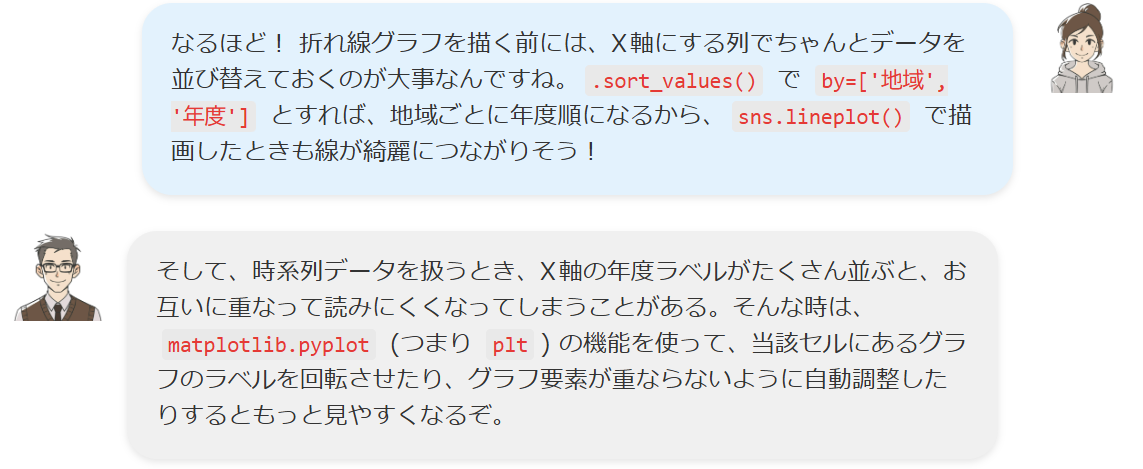 なるほど! 折れ線グラフを描く前には、X軸にする列でちゃんとデータを
並び替えておくのが大事なんですね。 .sort_values() で by=['地域',
'年度'] とすれば、地域ごとに年度順になるから、 sns.lineplot() で描
画したときも線が綺麗につながりそう!
そして、時系列データを扱うとき、X軸の年度ラベルがたくさん並ぶと、お
互いに重なって読みにくくなってしまうことがある。そんな時は、
matplotlib.pyplot (つまり plt ) の機能を使って、当該セルにあるグラ
フのラベルを回転させたり、グラフ要素が重ならないように自動調整した
りするともっと見やすくなるぞ。